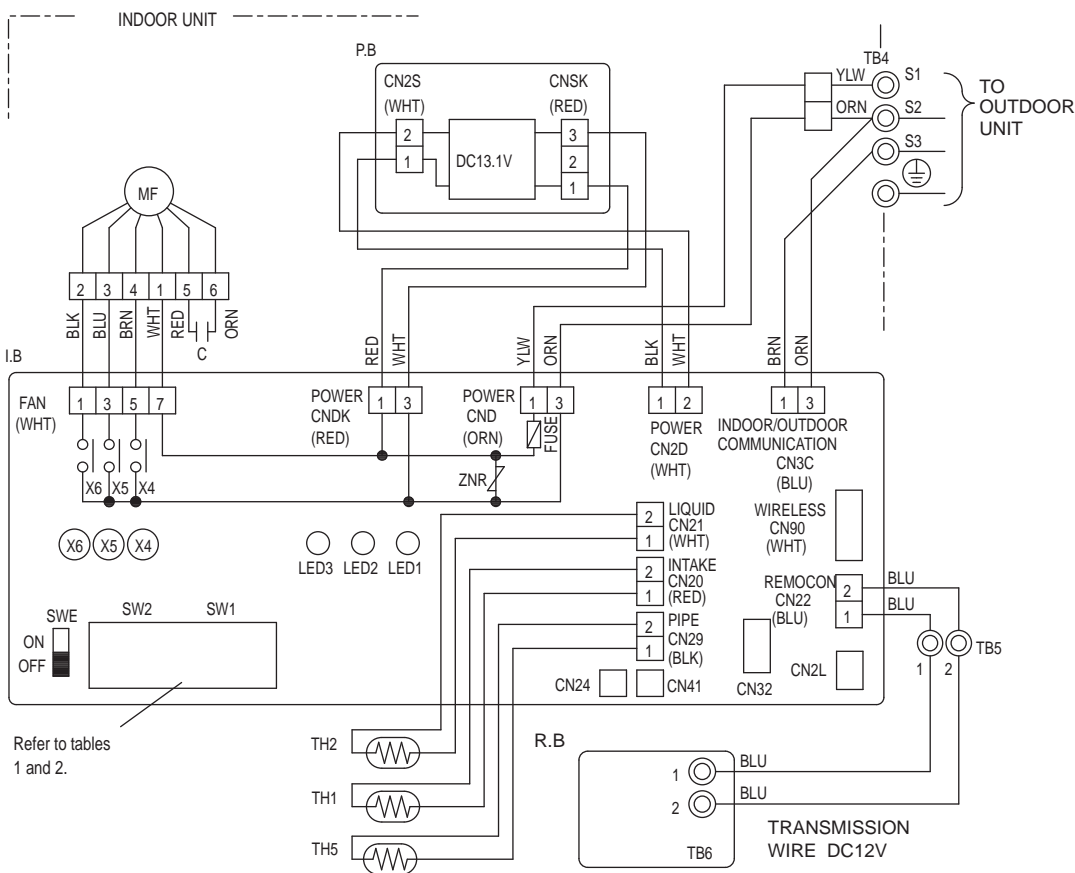 INDOOR UNIT
P.B
CN2S
(WHT)
CNSK
(RED)
2
1
DC13.1V
3
2
1
TB4
YLW
S1
ORN
S2
S3
TO
OUTDOOR
UNIT
MF
2 3 4 1 5 6
BLK
BLU
BRN
WHT
RED
ORN
C
RED
WHT
YLW
ORN
BLK
WHT
BRN
ORN
I.B
FAN
(WHT)
1 3 5 7
POWER
CNDK
(RED)
1 3
POWER
CND
(ORN)
1 3
FUSE
1 2
POWER
CN2D
(WHT)
1 3
INDOOR/OUTDOOR
COMMUNICATION
CN3C
(BLU)
X6 X5 X4
ZNR
X6 X5 X4
LED3 LED2 LED1
2
1
LIQUID
CN21
(WHT)
2
1
INTAKE
CN20
(RED)
2
1
PIPE
CN29
(BLK)
WIRELESS
CN90
(WHT)
REMOCON
CN22
(BLU)
2
1
BLU
BLU
SWE
ON
OFF
SW2 SW1
CN24
CN41
CN32
CN2L
1 2
TB5
Refer to tables
1 and 2.
TH2
TH1
TH5
R.B
1
BLU
2
BLU
TB6
TRANSMISSION
WIRE DC12V